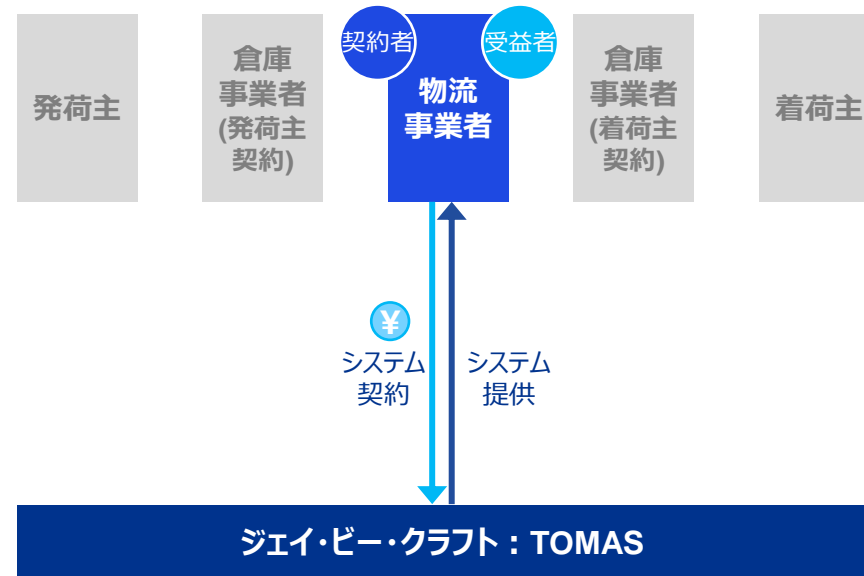 契約者
受益者
発荷主
倉庫
事業者
(発荷主
契約)
物流
事業者
倉庫
事業者
(着荷主
契約)
着荷主
¥
システム
契約
システム
提供
ジェイ・ビー・クラフト：TOMAS